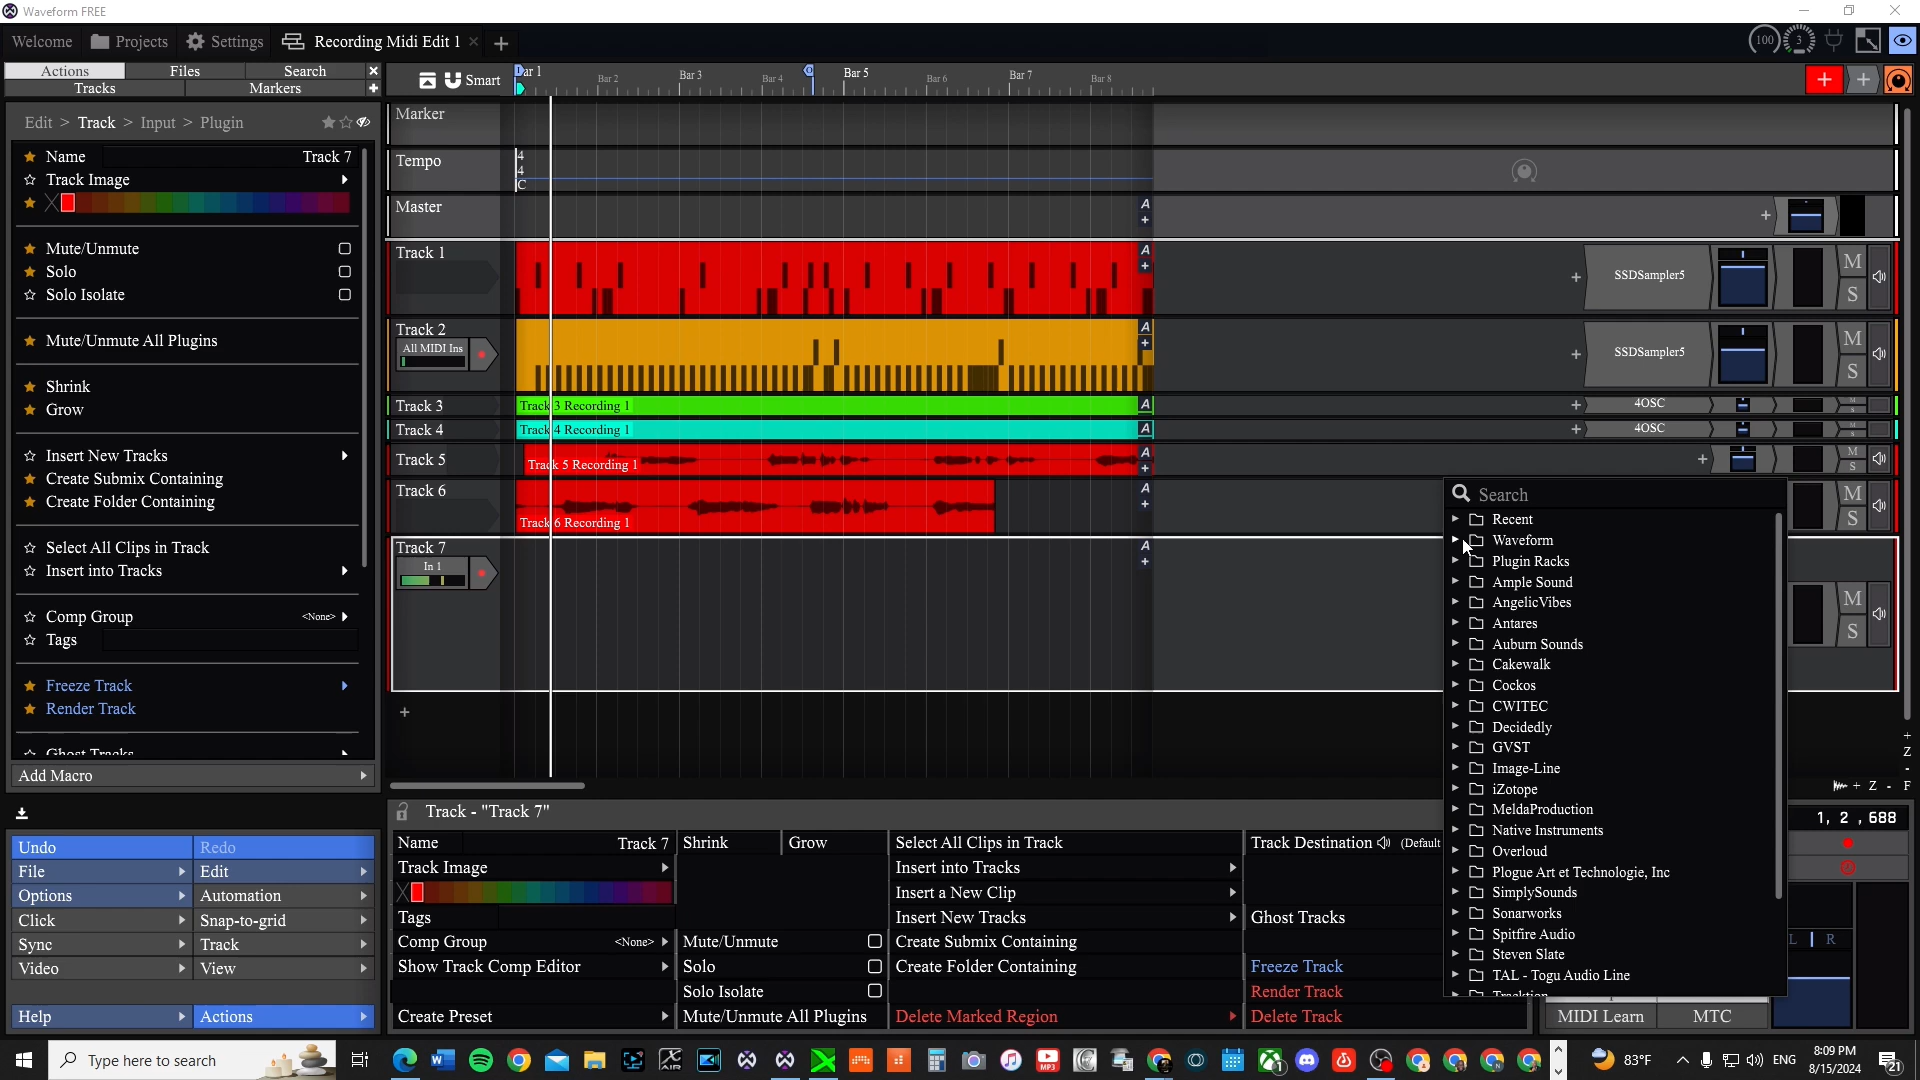 Waveform FREE
Welcome Projects Settings Recording Midi Edit 1
100 3
Actions Files Search
Tracks Markers
Smart
Bar 2 Bar3 Bar 4 Bar 5 Bar 6 Bar 7 Bar 8
Edit > Track > Input > Plugin
Name Track 7
Track Image
Mute/Unmute
Solo
Solo Isolate
Mute/Unmute All Plugins
Shrink
Grow
Insert New Tracks
Create Submix Containing
Create Folder Containing
Select All Clips in Track
Insert into Tracks
Comp Group <None>
Tags
Freeze Track
Render Track
Ghost Tracks
Add Macro
Marker
Tempo
4
4
C
Master
A
Track 1
A
SSDSampler5
M
S
Track 2
All MIDI Ins
A
SSDSampler5
M
S
Track 3
Track 3 Recording 1
A
4OSC
Track 4
Track 4 Recording 1
A
4OSC
Track 5
Track 5 Recording 1
A
M
S
Track 6
Track 6 Recording 1
A
M
S
Track 7
In 1
A
M
S
Search
Recent
Waveform
Plugin Racks
Ample Sound
AngelicVibes
Antares
Auburn Sounds
Cakewalk
Cockos
CWITEC
Decidedly
GVST
Image-Line
iZotope
MeldaProduction
Native Instruments
Overloud
Plogue Art et Technologie, Inc
SimplySounds
Sonarworks
Spitfire Audio
Steven Slate
TAL - Togu Audio Line
Tracktion
+ Z -
+ Z - F
Undo Redo
File Edit
Options Automation
Click Snap-to-grid
Sync Track
Video View
Help Actions
Track - "Track 7"
Name Track 7
Track Image
Tags
Comp Group <None>
Show Track Comp Editor
Create Preset
Shrink Grow
Mute/Unmute
Solo
Solo Isolate
Mute/Unmute All Plugins
Select All Clips in Track
Insert into Tracks
Insert a New Clip
Insert New Tracks
Create Submix Containing
Create Folder Containing
Delete Marked Region
Track Destination (Default
Ghost Tracks
Freeze Track
Render Track
Delete Track
1, 2 , 688
L R
MIDI Learn MTC
Type here to search
83°F
ENG
8:09 PM
8/15/2024
21